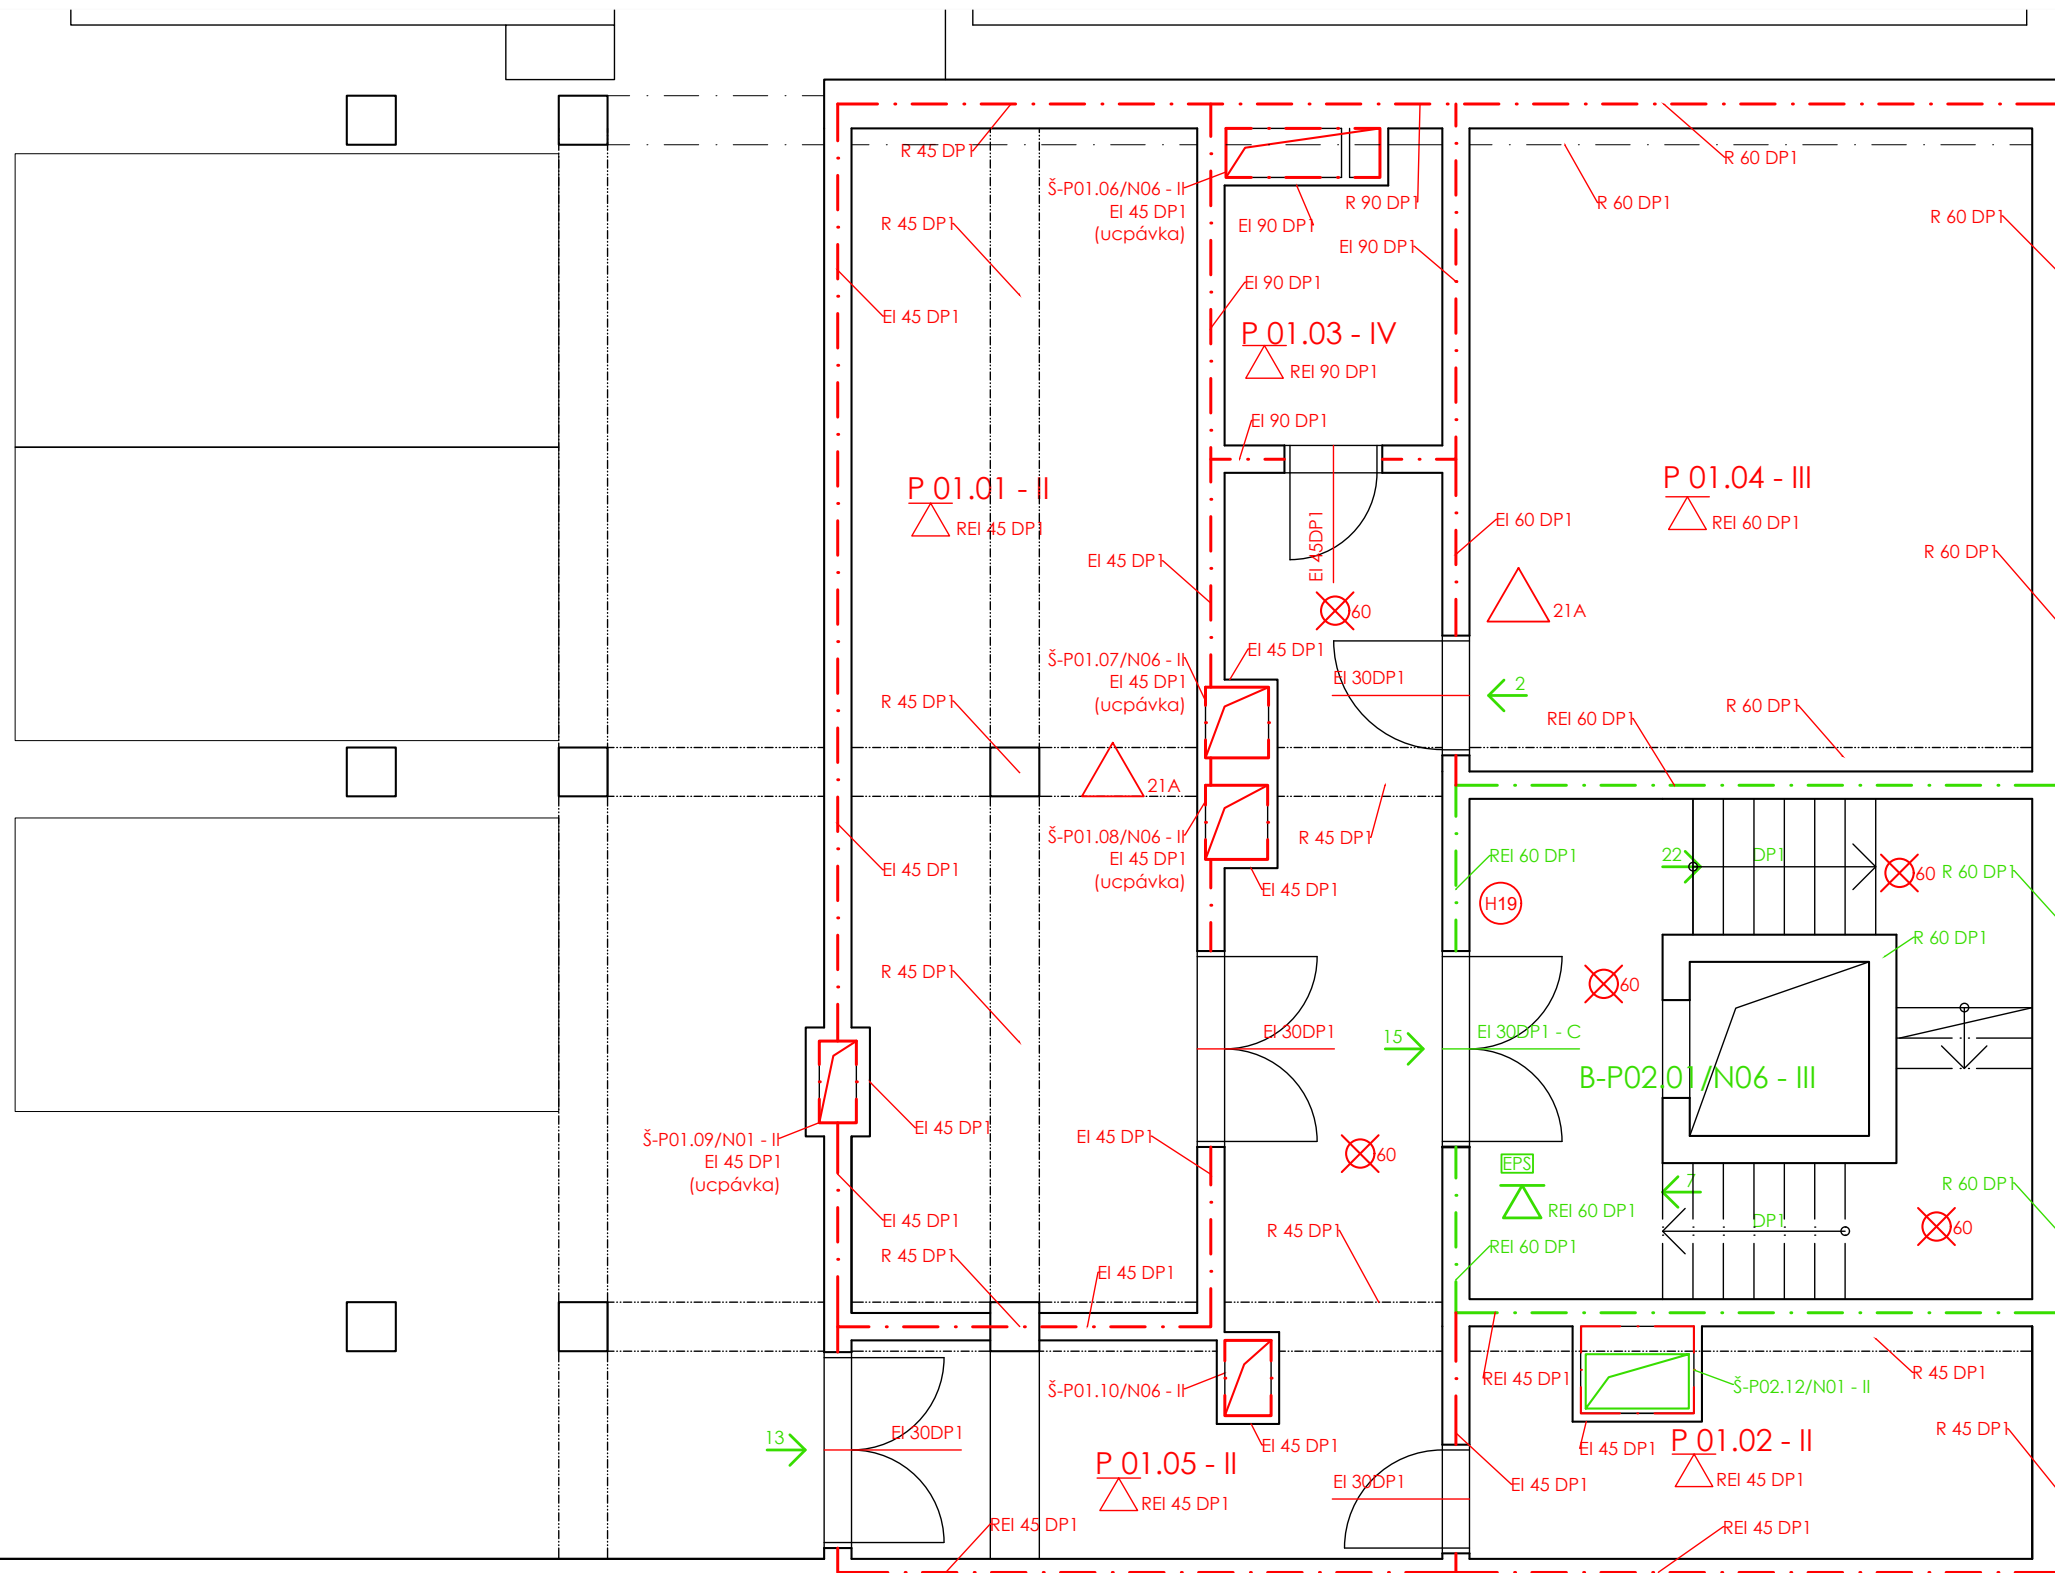 R 45 DP1
R 60 DP1
Š-P01.06/N06 - II
EI 45 DP1
(ucpávka)
R 90 DP1
R 60 DP1
R 60 DP1
R 45 DP1
EI 90 DP1
EI 90 DP1
EI 90 DP1
EI 45 DP1
P 01.03 - IV
REI 90 DP1
EI 90 DP1
P 01.01 - II
REI 45 DP1
P 01.04 - III
REI 60 DP1
EI 60 DP1
EI 45DP1
EI 45 DP1
R 60 DP1
60
21A
EI 45 DP1
Š-P01.07/N06 - II
EI 45 DP1
(ucpávka)
EI 30DP1
2
R 45 DP1
REI 60 DP1
R 60 DP1
21A
Š-P01.08/N06 - II
EI 45 DP1
(ucpávka)
R 45 DP1
REI 60 DP1
22
DP1
60
R 60 DP1
EI 45 DP1
EI 45 DP1
H19
R 60 DP1
R 45 DP1
60
EI 30DP1
15
EI 30DP1 - C
B-P02.01/N06 - III
EI 45 DP1
Š-P01.09/N01 - II
EI 45 DP1
(ucpávka)
EI 45 DP1
60
EPS
REI 60 DP1
7
R 60 DP1
EI 45 DP1
R 45 DP1
DP1
60
R 45 DP1
REI 60 DP1
EI 45 DP1
REI 45 DP1
R 45 DP1
Š-P01.10/N06 - II
Š-P02.12/N01 - II
13
EI 30DP1
EI 45 DP1
EI 45 DP1
P 01.02 - II
REI 45 DP1
R 45 DP1
P 01.05 - II
REI 45 DP1
EI 30DP1
EI 45 DP1
REI 45 DP1
REI 45 DP1